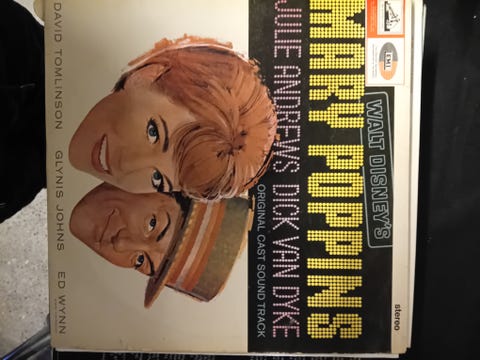 EMI
stereo
WALT DISNEY'S
MARY POPPINS
JULIE ANDREWS DICK VAN DYKE
ORIGINAL CAST SOUND TRACK
DAVID TOMLINSON GLYNIS JOHNS ED WYNN